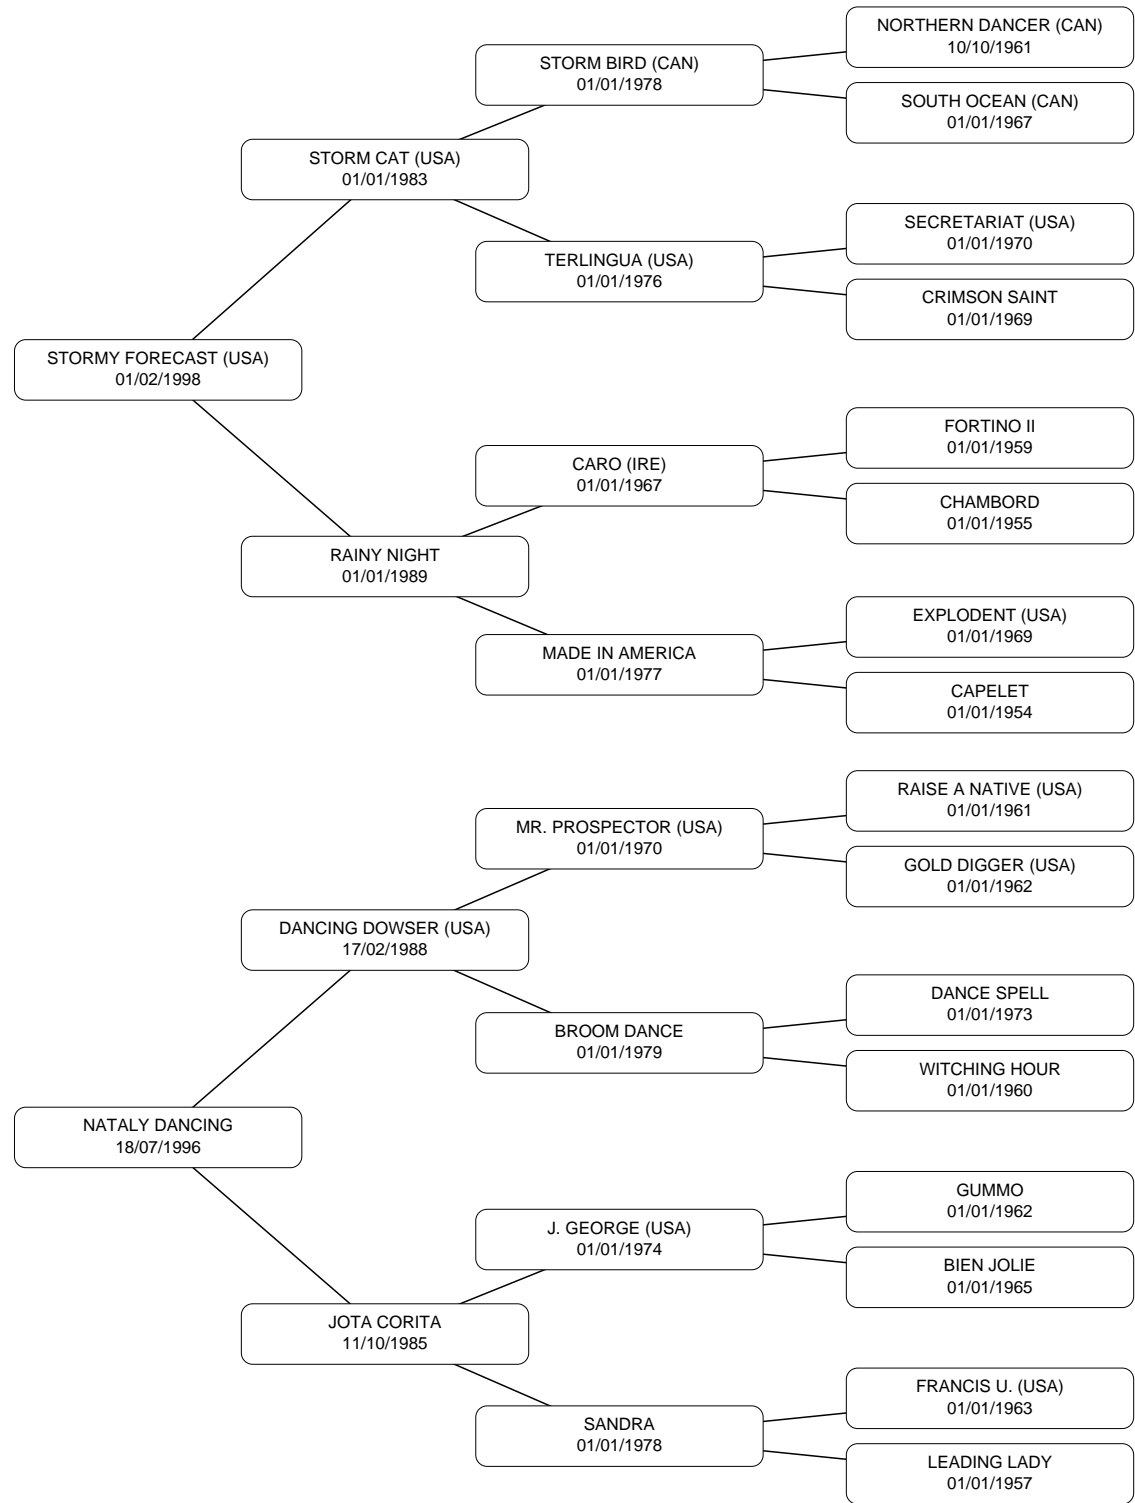 NORTHERN DANCER (CAN)
10/10/1961
STORM BIRD (CAN)
01/01/1978
SOUTH OCEAN (CAN)
01/01/1967
STORM CAT (USA)
01/01/1983
SECRETARIAT (USA)
01/01/1970
TERLINGUA (USA)
01/01/1976
CRIMSON SAINT
01/01/1969
STORMY FORECAST (USA)
01/02/1998
FORTINO II
01/01/1959
CARO (IRE)
01/01/1967
CHAMBORD
01/01/1955
RAINY NIGHT
01/01/1989
EXPLODENT (USA)
01/01/1969
MADE IN AMERICA
01/01/1977
CAPELET
01/01/1954
RAISE A NATIVE (USA)
01/01/1961
MR. PROSPECTOR (USA)
01/01/1970
GOLD DIGGER (USA)
01/01/1962
DANCING DOWSER (USA)
17/02/1988
DANCE SPELL
01/01/1973
BROOM DANCE
01/01/1979
WITCHING HOUR
01/01/1960
NATALY DANCING
18/07/1996
GUMMO
01/01/1962
J. GEORGE (USA)
01/01/1974
BIEN JOLIE
01/01/1965
JOTA CORITA
11/10/1985
FRANCIS U. (USA)
01/01/1963
SANDRA
01/01/1978
LEADING LADY
01/01/1957